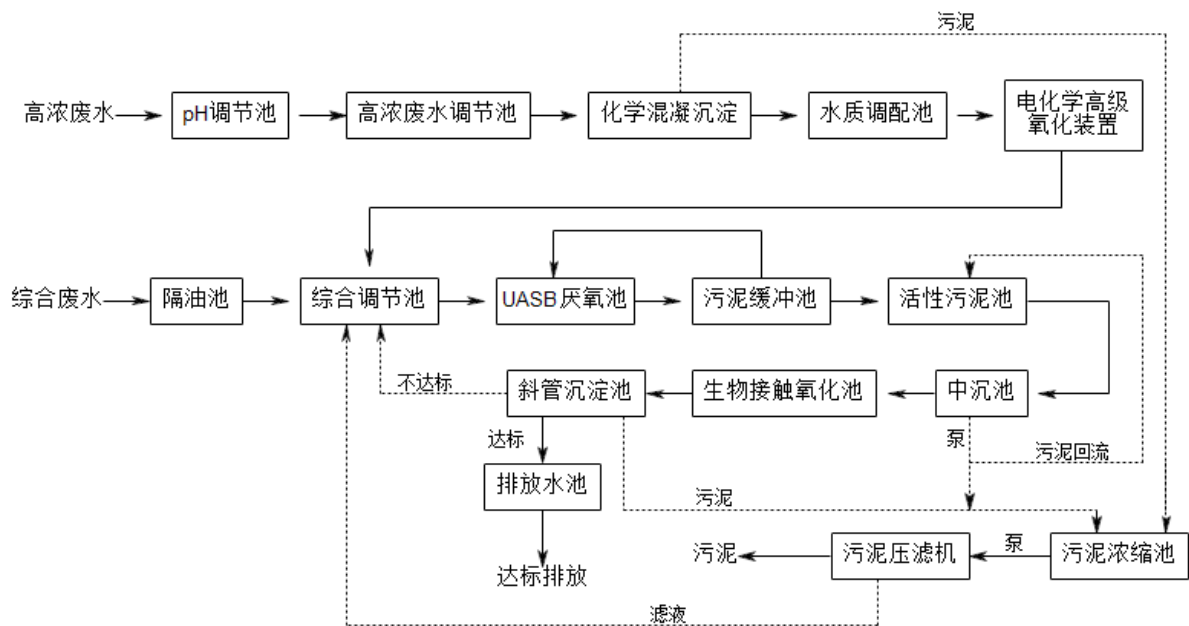 污泥
高浓废水
pH调节池
高浓废水调节池
化学混凝沉淀
水质调配池
电化学高级
氧化装置
综合废水
隔油池
综合调节池
UASB厌氧池
污泥缓冲池
活性污泥池
不达标
斜管沉淀池
生物接触氧化池
中沉池
达标
泵
污泥回流
排放水池
污泥
达标排放
污泥
污泥压滤机
泵
污泥浓缩池
滤液